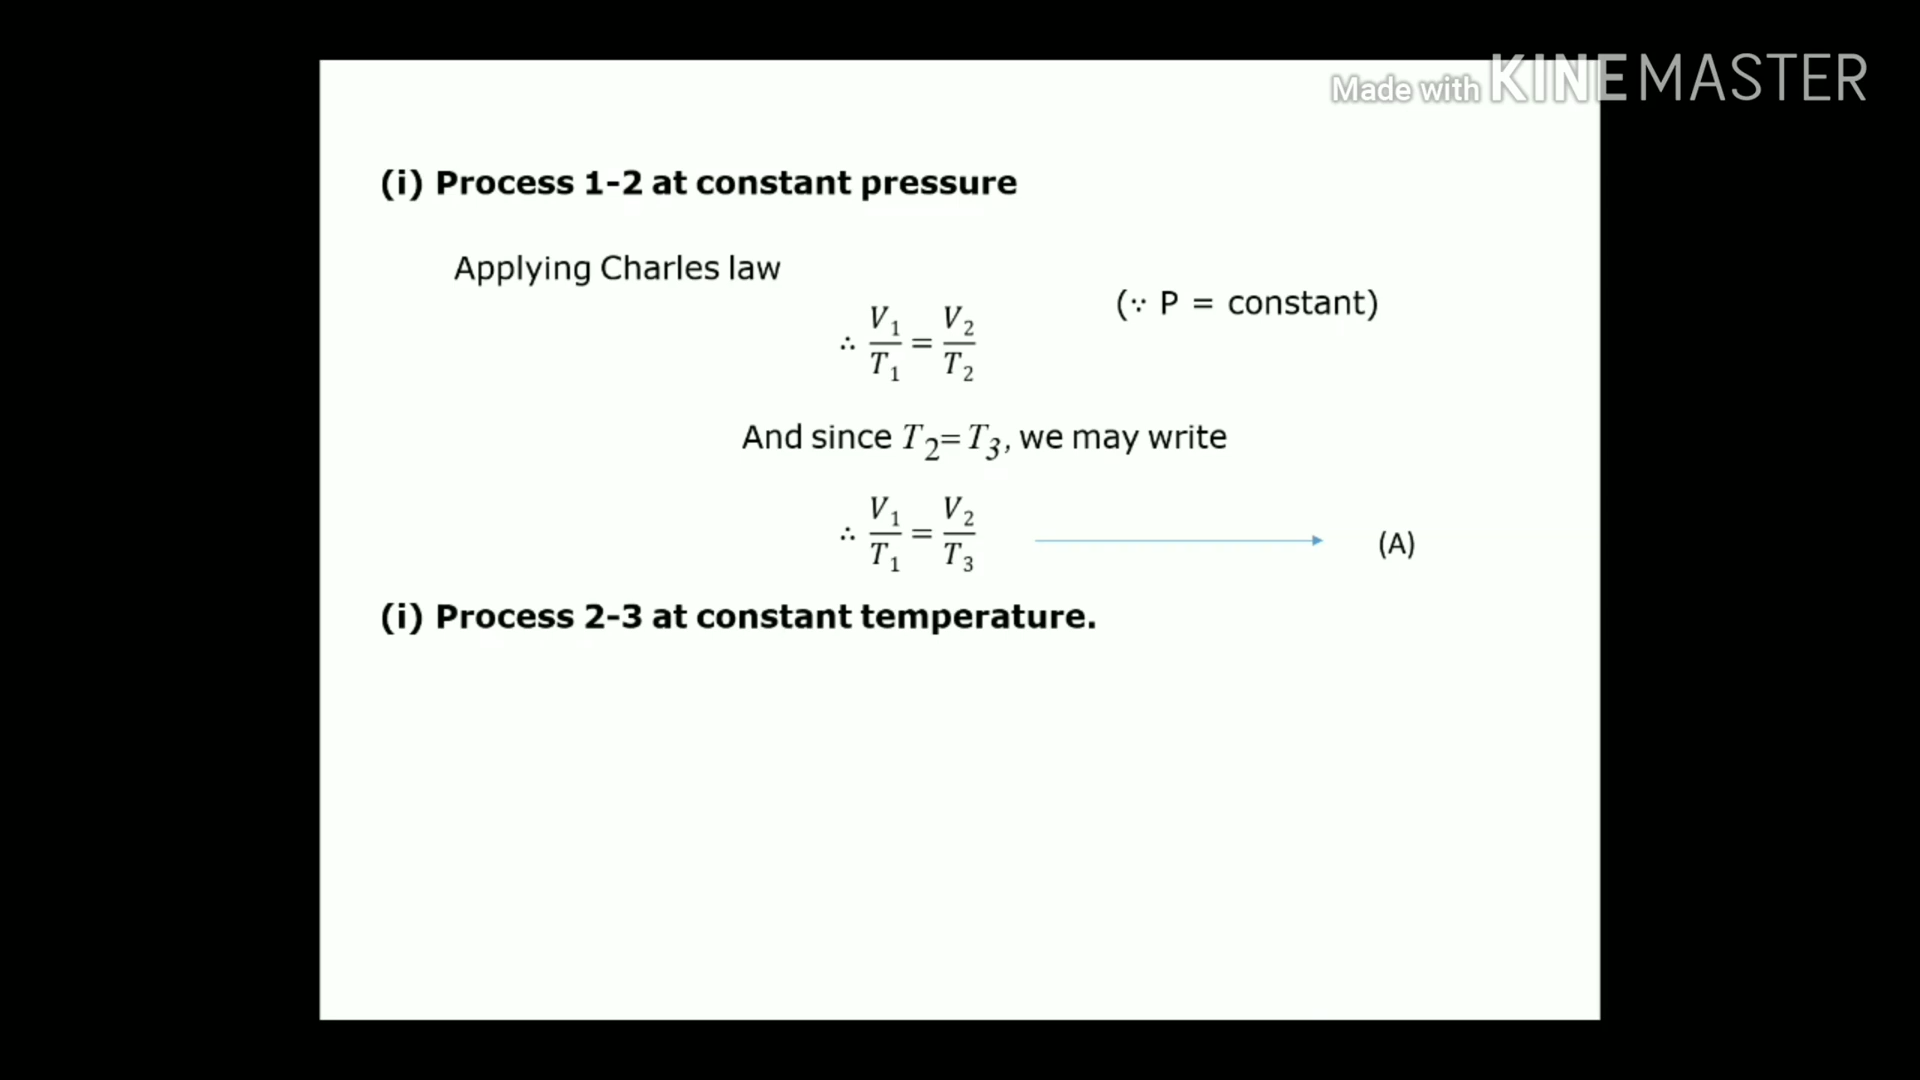 Made with KINEMASTER
(i) Process 1-2 at constant pressure
Applying Charles law
(∵ P = constant)
∴ V₁/T₁ = V₂/T₂
And since T₂= T₃, we may write
∴ V₁/T₁ = V₂/T₃
(A)
(i) Process 2-3 at constant temperature.